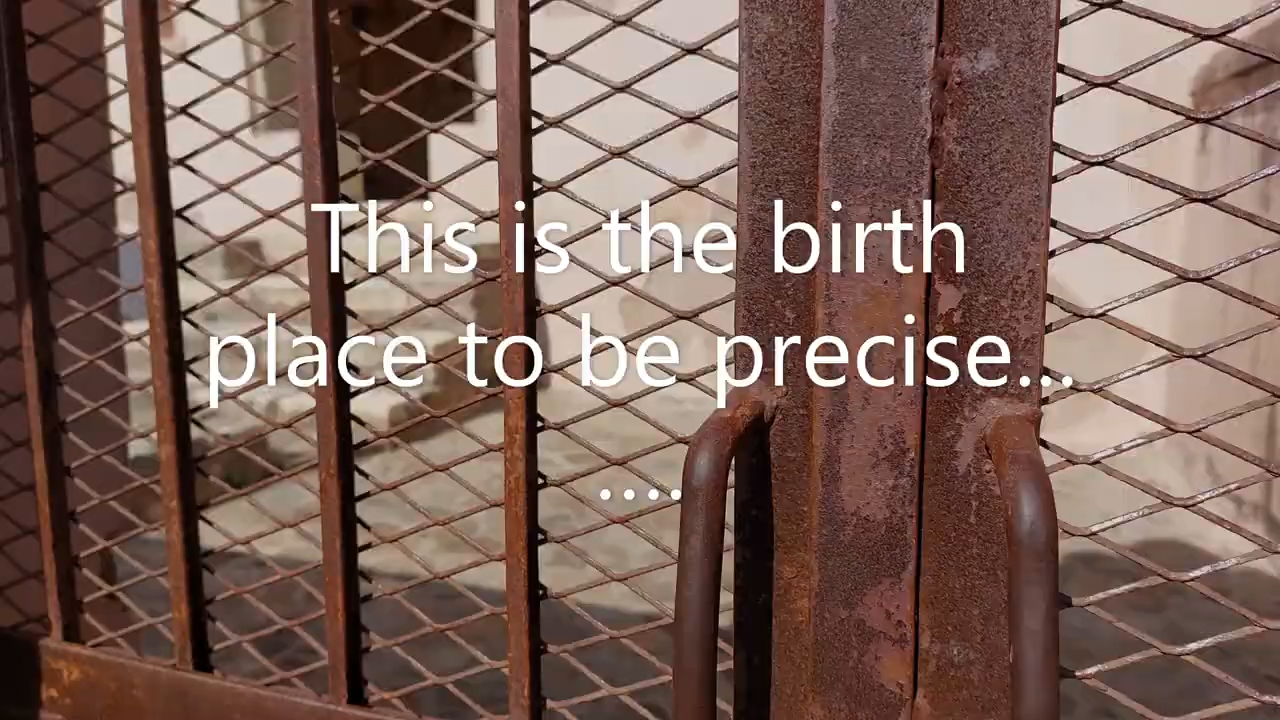 This is the birth
place to be precise...
....